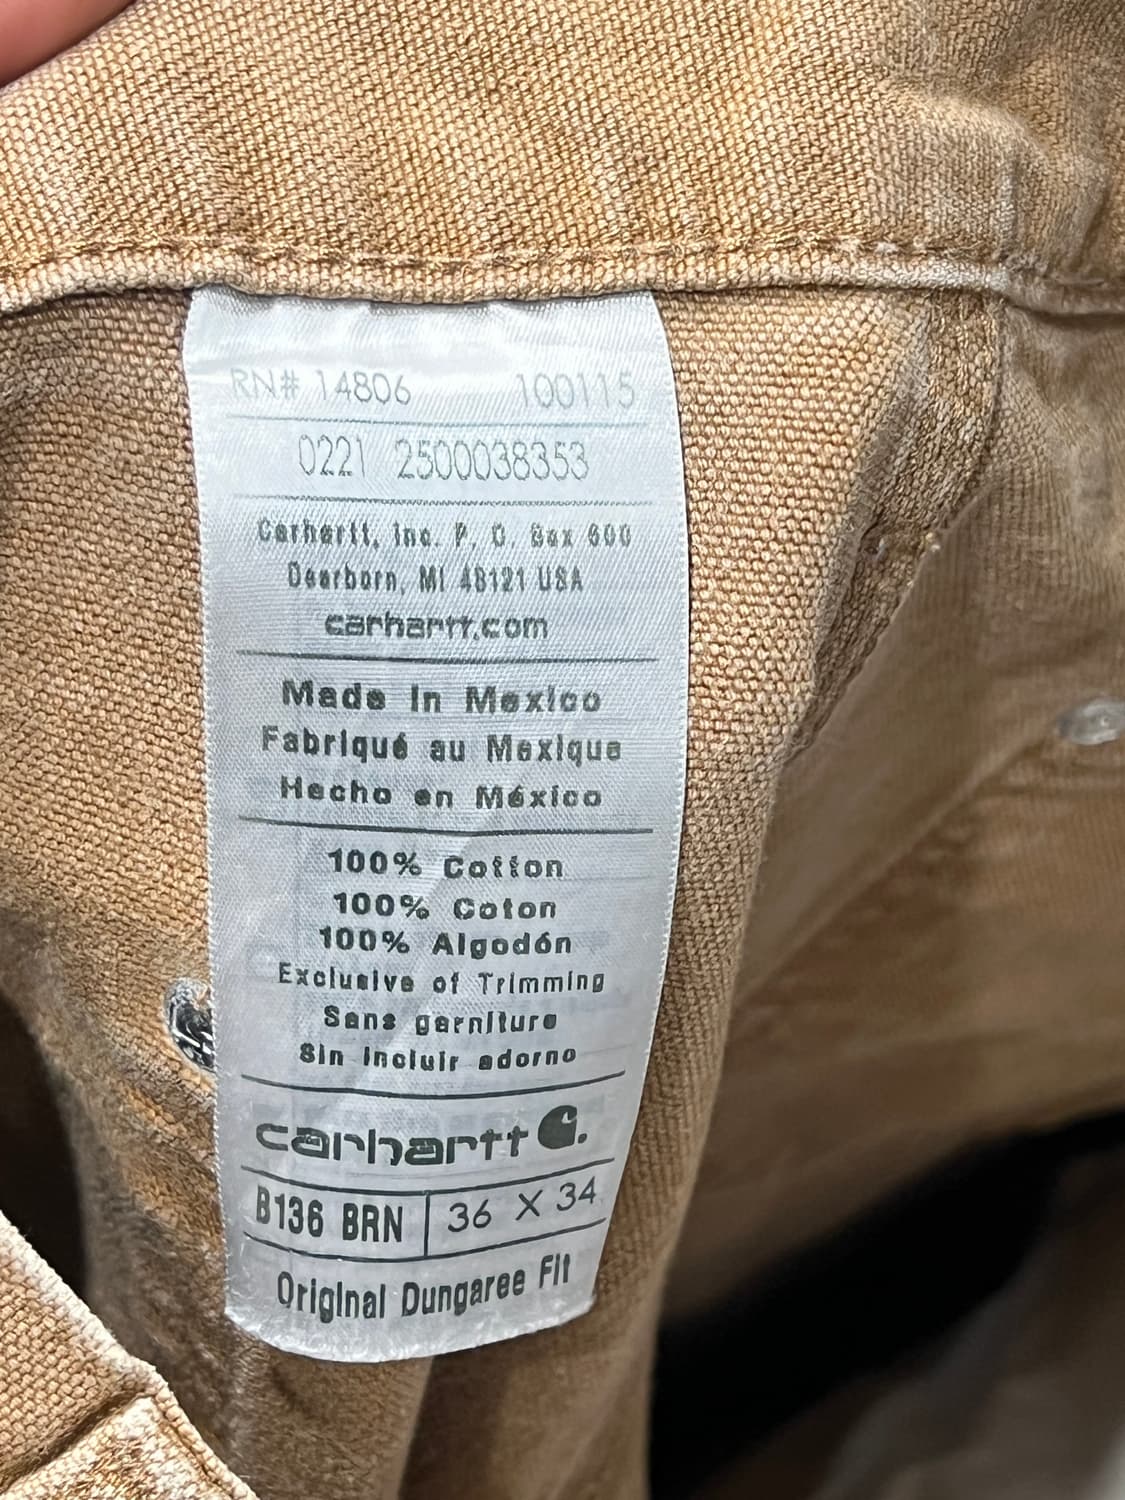 RN# 14806 100115
0221 2500038353
Carhartt, Inc. P. O. Box 600
Dearborn, MI 48121 USA
carhartt.com
Made In Mexico
Fabriqué au Mexique
Hecho en México
100% Cotton
100% Coton
100% Algodón
Exclusive of Trimming
Sans garniture
Sin incluir adorno
carhartt
B136 BRN 36 X 34
Original Dungaree Fit